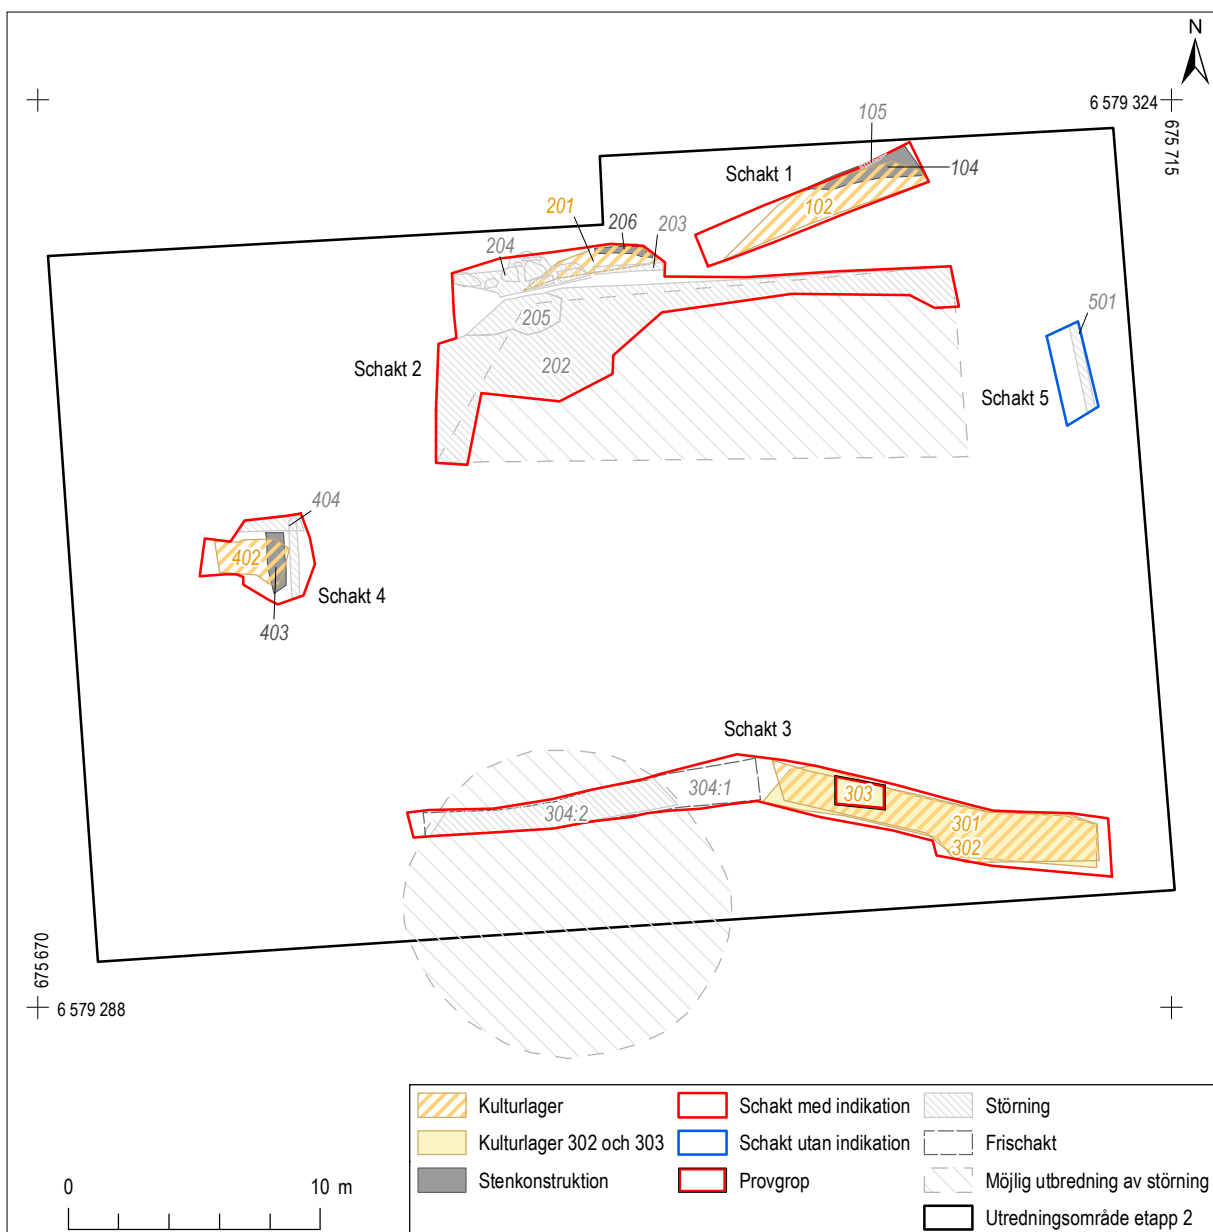 N
6 579 324
675 715
105
Schakt 1
104
102
201
206
203
204
205
Schakt 2
202
501
Schakt 5
404
402
Schakt 4
403
Schakt 3
304:1
303
304:2
301
302
675 670
6 579 288
Kulturlager
Schakt med indikation
Störning
Kulturlager 302 och 303
Schakt utan indikation
Frischakt
Stenkonstruktion
Provgrop
Möjlig utbredning av störning
Utredningsområde etapp 2
0
10 m